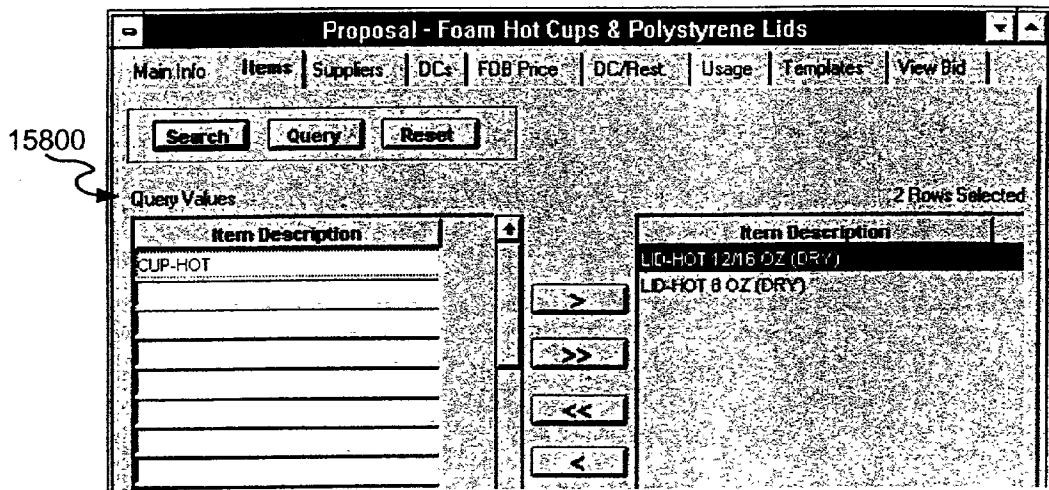 Proposal - Foam Hot Cups & Polystyrene Lids
Main Info Items Suppliers DCs FOB Price DC/Rest Usage Templates View Bid
Search Query Reset
15800
Query Values 2 Rows Selected
Item Description Item Description
CUP-HOT LID-HOT 12/16 OZ (DRY)
LID-HOT 8 OZ (DRY)
>
>>
<<
<